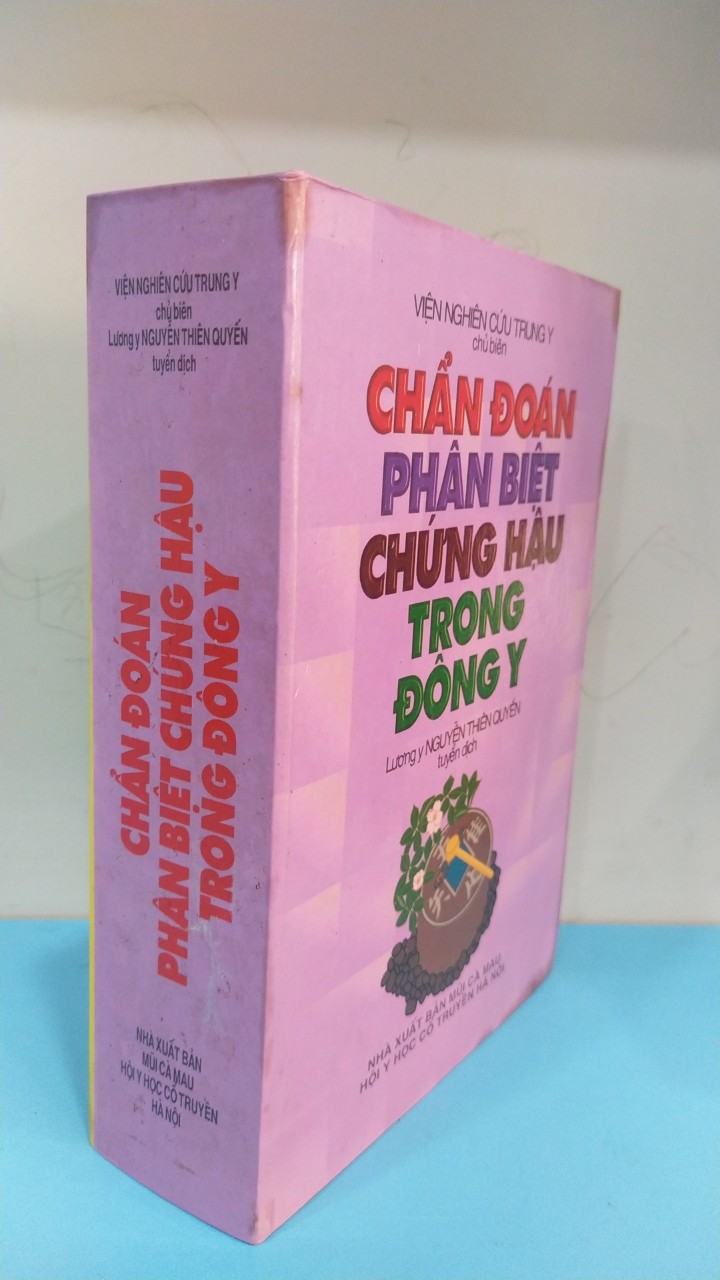 VIỆN NGHIÊN CỨU TRUNG Y
chủ biên
Lương y NGUYỄN THIÊN QUYẾN
tuyển dịch
CHẨN ĐOÁN
PHÂN BIỆT CHỨNG HẬU
TRONG ĐÔNG Y
NHÀ XUẤT BẢN
MŨI CÀ MAU
HỘI Y HỌC CỔ TRUYỀN
HÀ NỘI
VIỆN NGHIÊN CỨU TRUNG Y
chủ biên
CHẨN ĐOÁN
PHÂN BIỆT
CHỨNG HẬU
TRONG
ĐÔNG Y
Lương y NGUYỄN THIÊN QUYẾN
tuyển dịch
NHÀ XUẤT BẢN MŨI CÀ MAU
HỘI Y HỌC CỔ TRUYỀN HÀ NỘI